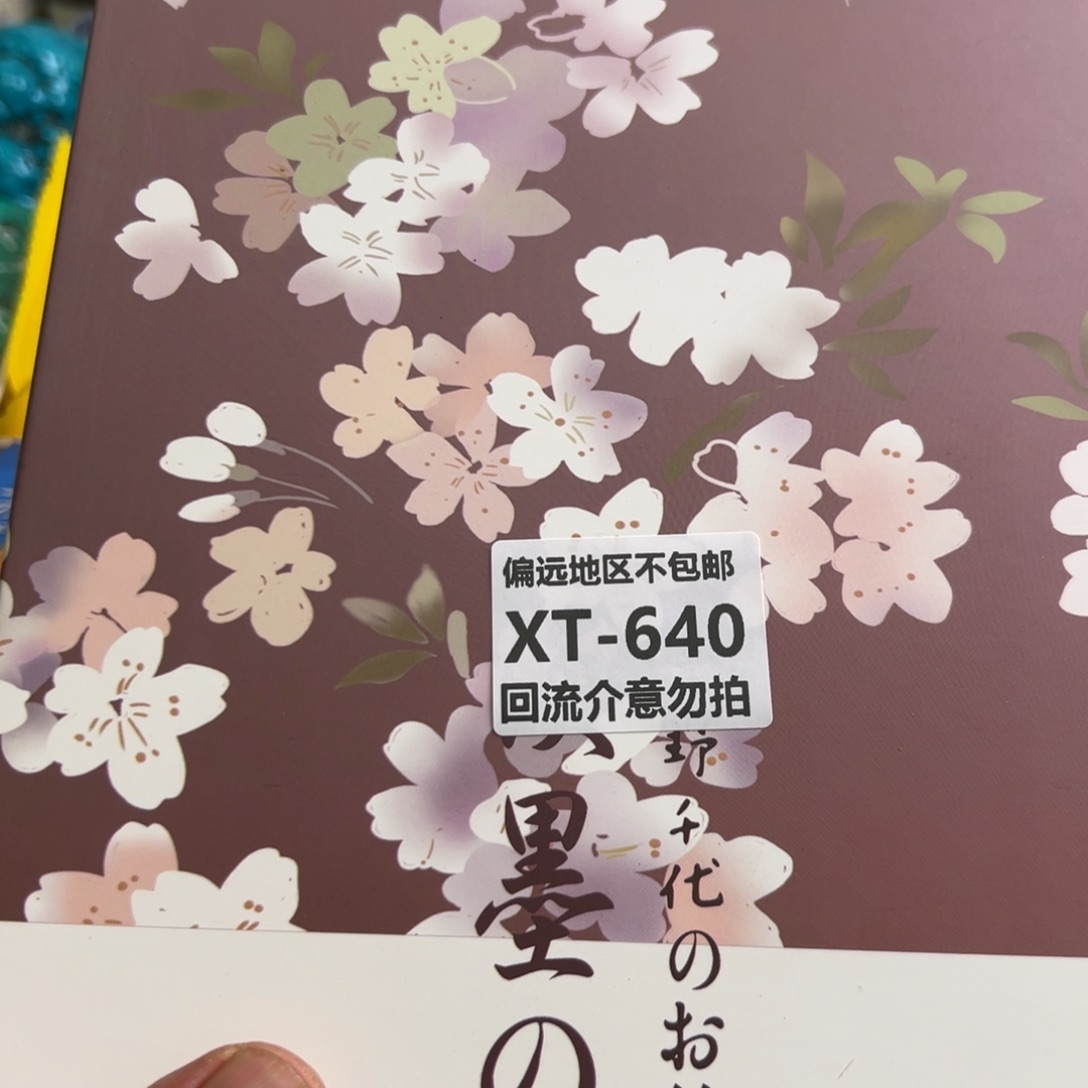 偏远地区不包邮
XT-640
回流介意勿拍
野千代のお
墨の